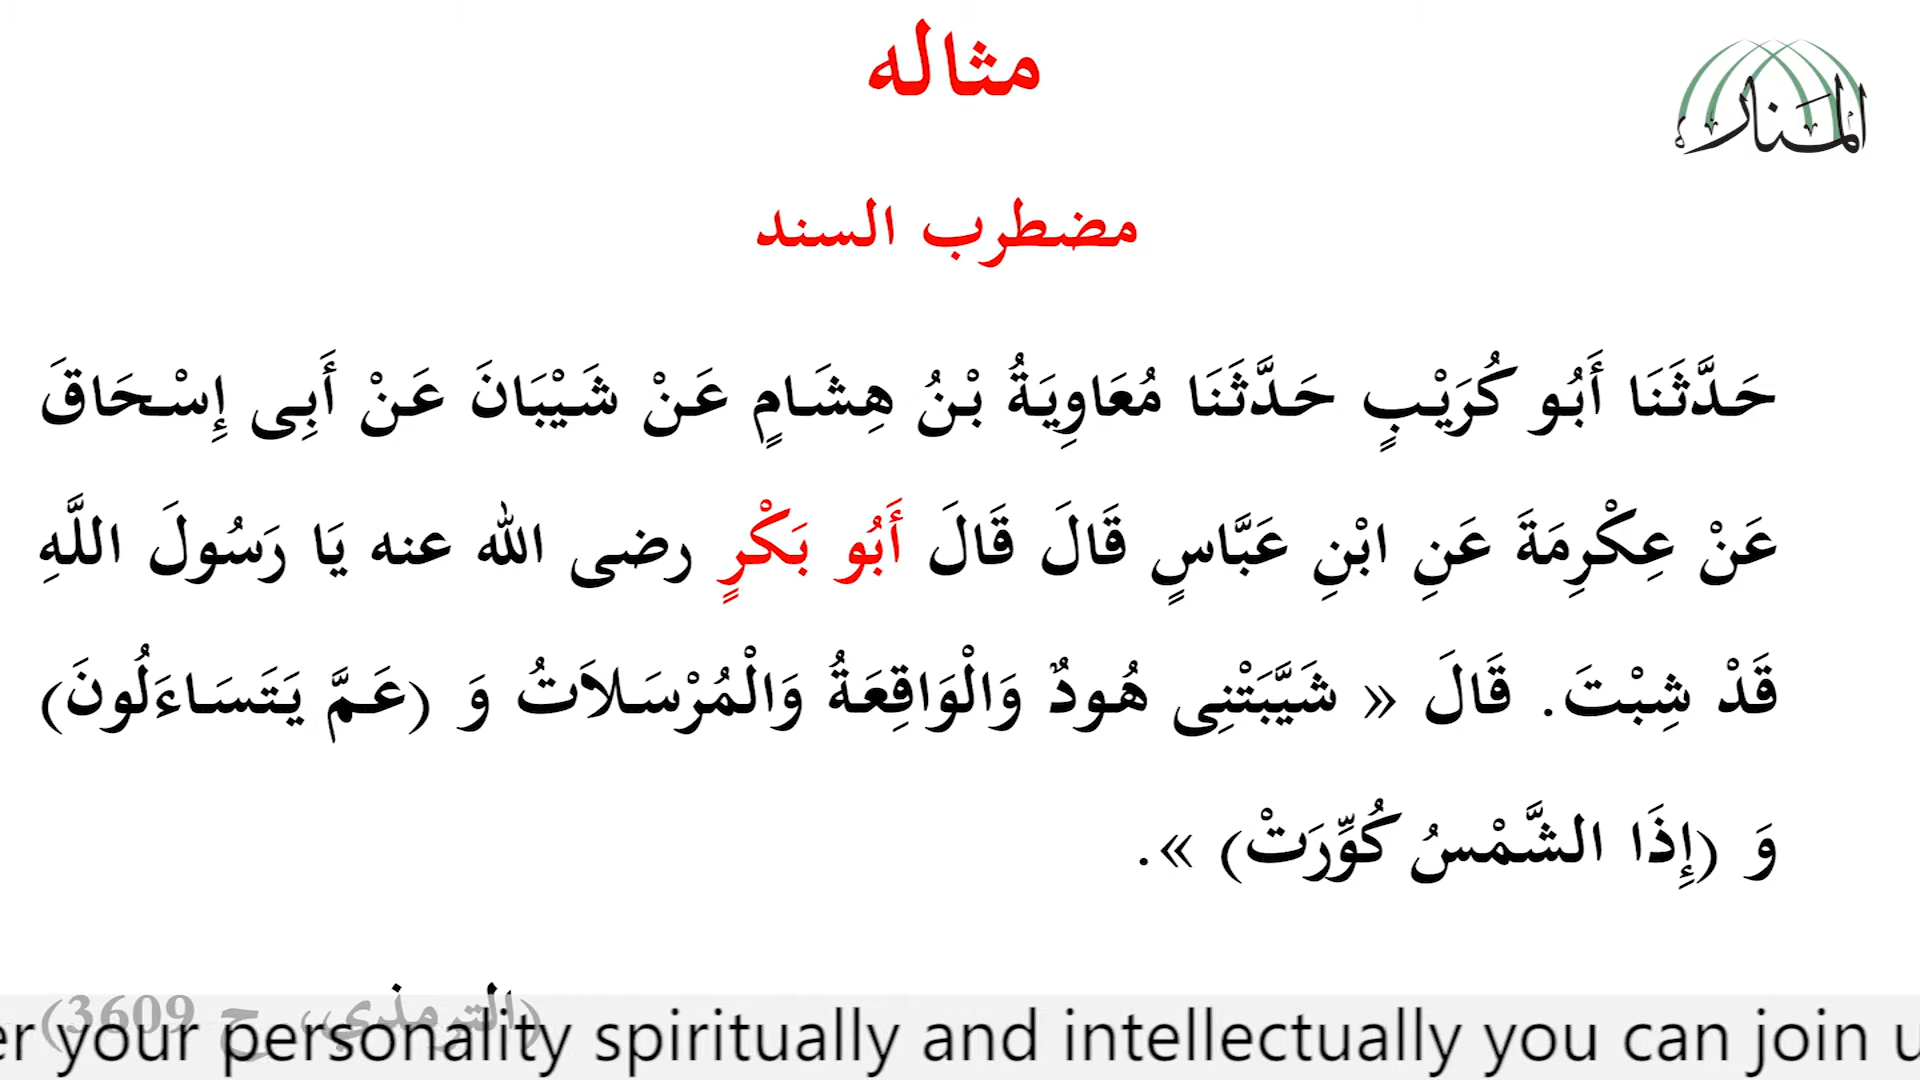 مثاله
المنارة
مضطرب السند
حَدَّثَنَا أَبُو كُرَيْبٍ حَدَّثَنَا مُعَاوِيَةُ بْنُ هِشَامٍ عَنْ شَيْبَانَ عَنْ أَبِى إِسْحَاقَ
عَنْ عِكْرِمَةَ عَنِ ابْنِ عَبَّاسٍ قَالَ قَالَ أَبُو بَكْرٍ رضى الله عنه يَا رَسُولَ اللَّهِ
قَدْ شِبْتَ. قَالَ « شَيَّبَتْنِى هُودٌ وَالْوَاقِعَةُ وَالْمُرْسَلاَتُ وَ (عَمَّ يَتَسَاءَلُونَ)
وَ (إِذَا الشَّمْسُ كُوِّرَتْ) ».
(الترمذي، ح 3609)
er your personality spiritually and intellectually you can join u